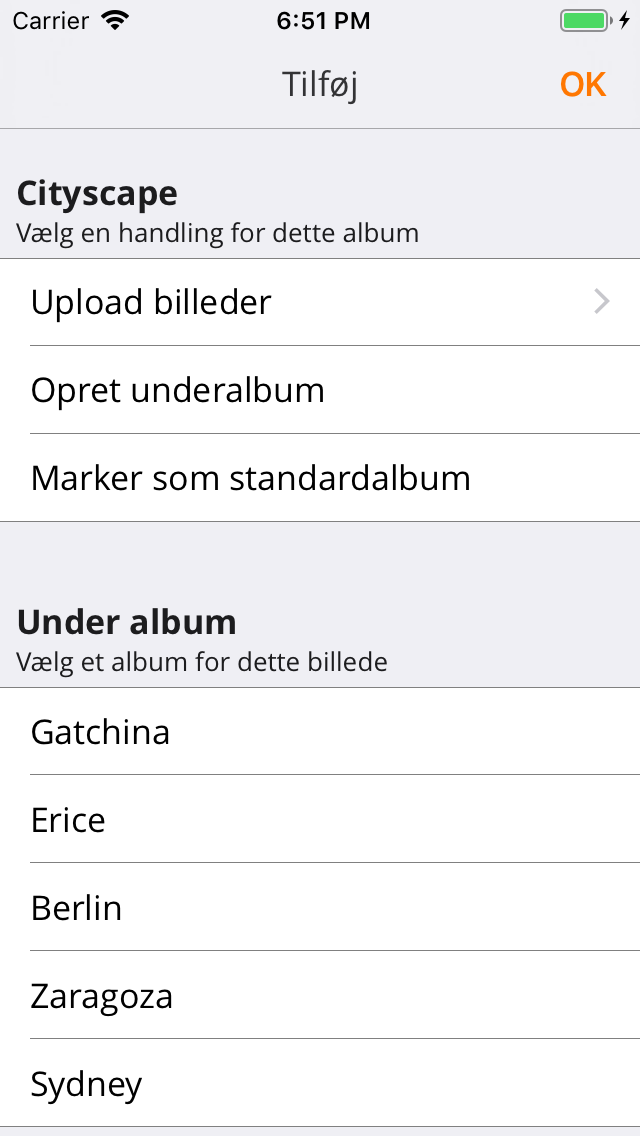 Carrier 6:51 PM
Tilføj OK
Cityscape
Vælg en handling for dette album
Upload billeder
Opret underalbum
Marker som standardalbum
Under album
Vælg et album for dette billede
Gatchina
Erice
Berlin
Zaragoza
Sydney